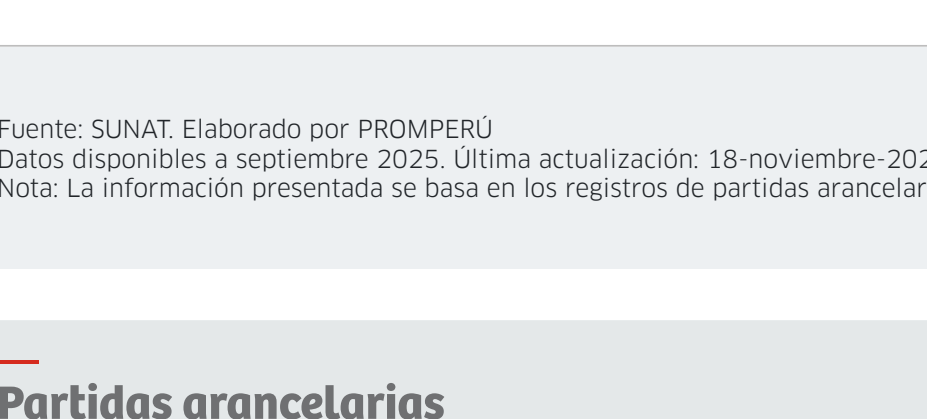 Fuente: SUNAT. Elaborado por PROMPERÚ
Datos disponibles a septiembre 2025. Última actualización: 18-noviembre-202
Nota: La información presentada se basa en los registros de partidas arancelar
Partidas arancelarias